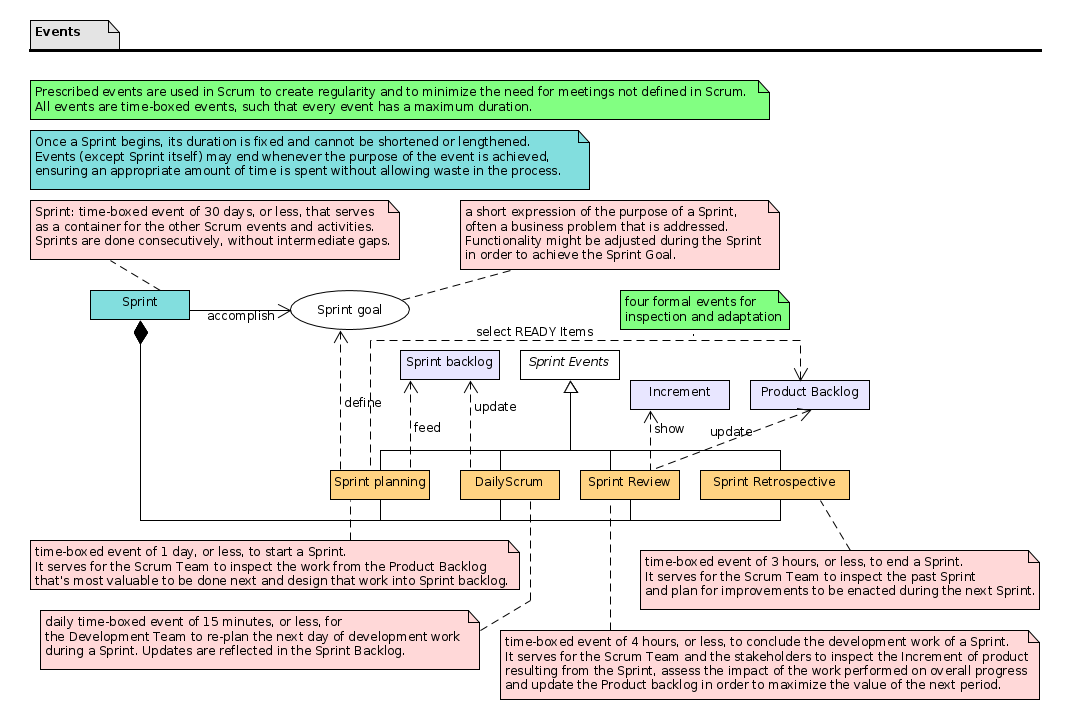 Events
Prescribed events are used in Scrum to create regularity and to minimize the need for meetings not defined in Scrum.
All events are time-boxed events, such that every event has a maximum duration.
Once a Sprint begins, its duration is fixed and cannot be shortened or lengthened.
Events (except Sprint itself) may end whenever the purpose of the event is achieved,
ensuring an appropriate amount of time is spent without allowing waste in the process.
Sprint: time-boxed event of 30 days, or less, that serves
as a container for the other Scrum events and activities.
Sprints are done consecutively, without intermediate gaps.
a short expression of the purpose of a Sprint,
often a business problem that is addressed.
Functionality might be adjusted during the Sprint
in order to achieve the Sprint Goal.
Sprint
accomplish
Sprint goal
four formal events for
inspection and adaptation
select READY Items
Sprint backlog
Sprint Events
Increment
Product Backlog
define
feed
update
show
update
Sprint planning
DailyScrum
Sprint Review
Sprint Retrospective
time-boxed event of 1 day, or less, to start a Sprint.
It serves for the Scrum Team to inspect the work from the Product Backlog
that's most valuable to be done next and design that work into Sprint backlog.
time-boxed event of 3 hours, or less, to end a Sprint.
It serves for the Scrum Team to inspect the past Sprint
and plan for improvements to be enacted during the next Sprint.
daily time-boxed event of 15 minutes, or less, for
the Development Team to re-plan the next day of development work
during a Sprint. Updates are reflected in the Sprint Backlog.
time-boxed event of 4 hours, or less, to conclude the development work of a Sprint.
It serves for the Scrum Team and the stakeholders to inspect the Increment of product
resulting from the Sprint, assess the impact of the work performed on overall progress
and update the Product backlog in order to maximize the value of the next period.